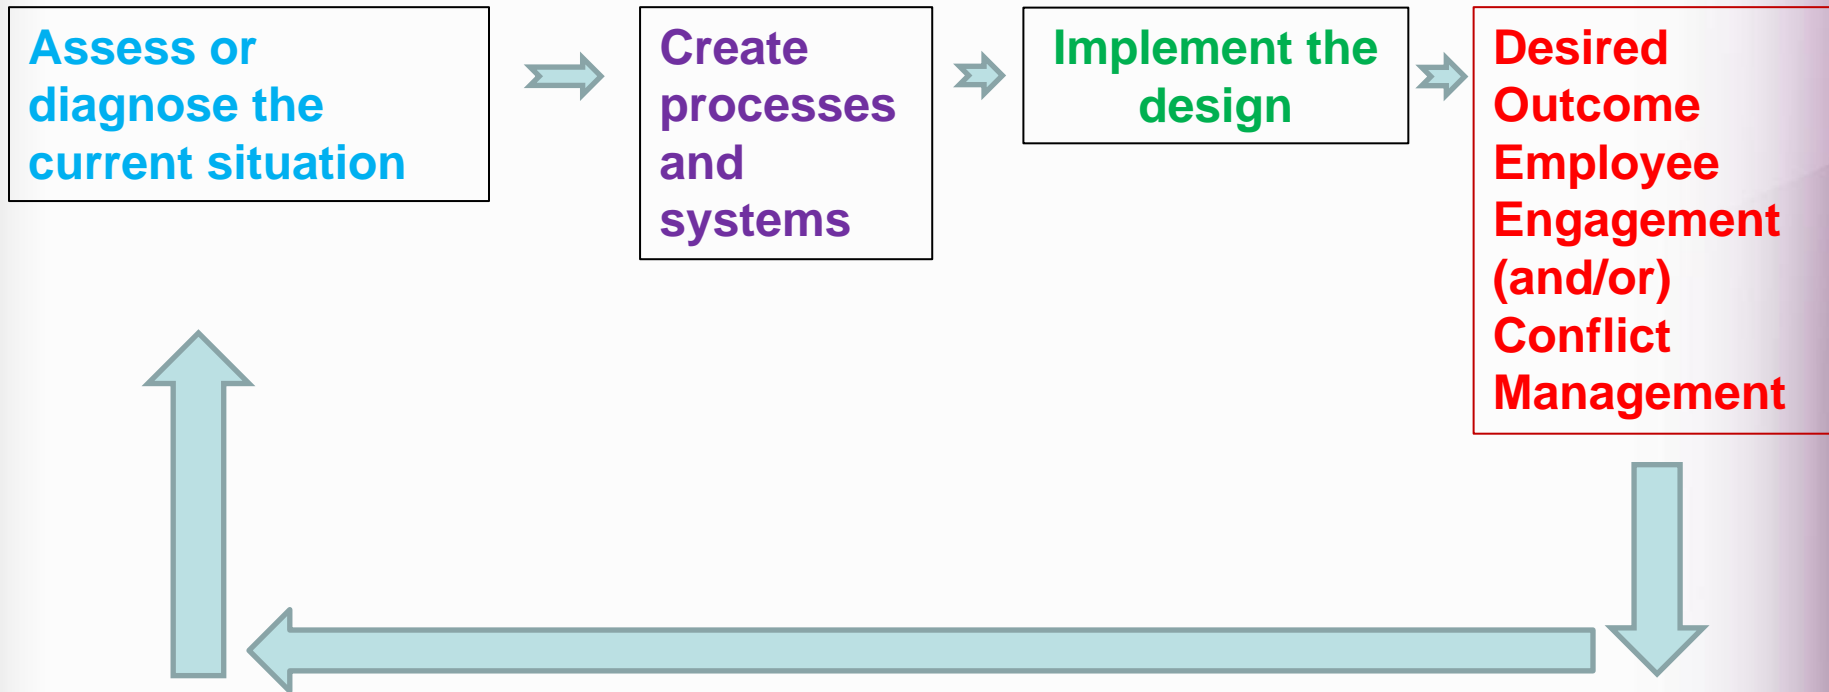 Assess or
diagnose the
current situation
Create
processes
and
systems
Implement the
design
Desired
Outcome
Employee
Engagement
(and/or)
Conflict
Management